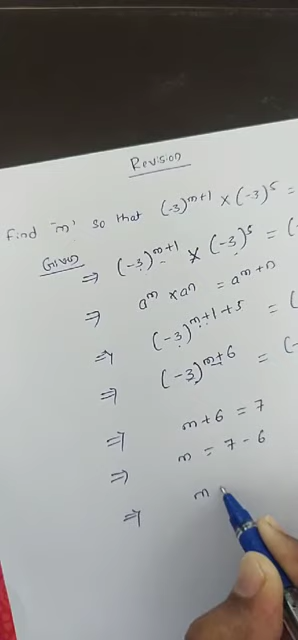 Revision
Find 'm' so that (-3)^m+1 × (-3)^5 =
Given ⇒ (-3)^m+1 × (-3)^5 = (-
⇒ a^m × a^n = a^m+n
⇒ (-3)^m+1+5 = (
⇒ (-3)^m+6 = (-
⇒ m+6 = 7
⇒ m = 7-6
⇒ m